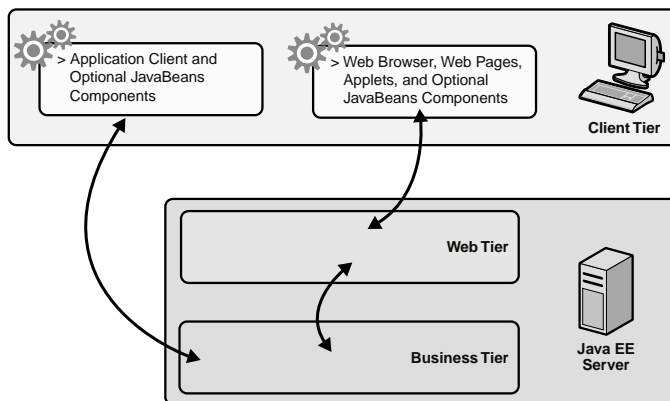 > Application Client and
Optional JavaBeans
Components
> Web Browser, Web Pages,
Applets, and Optional
JavaBeans Components
Client Tier
Web Tier
Business Tier
Java EE
Server